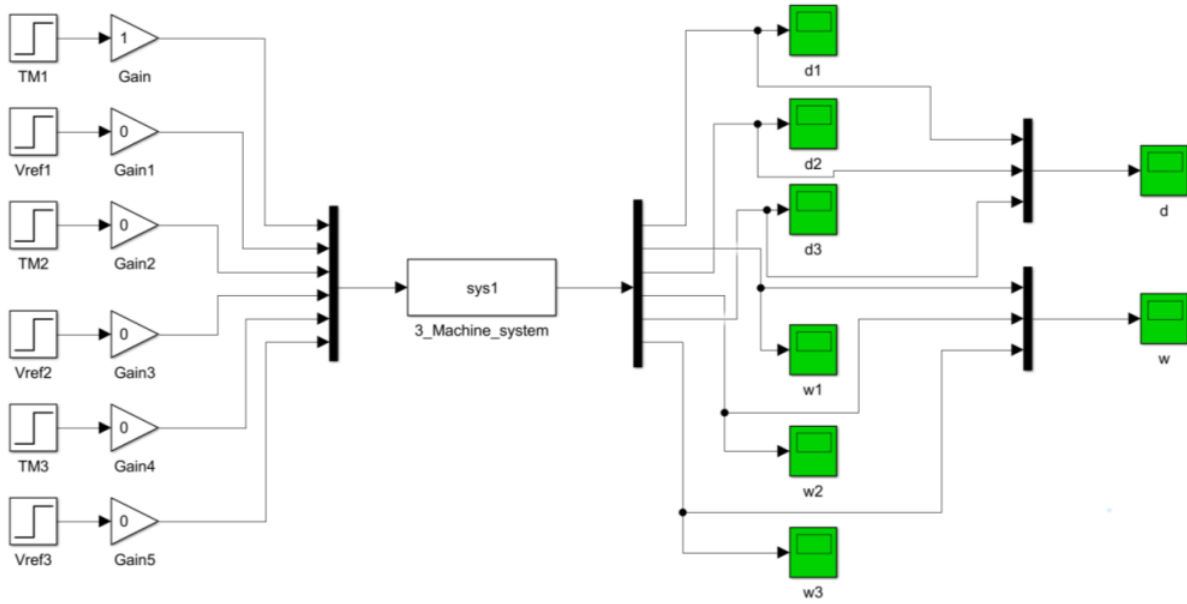 1
TM1
Gain
0
Vref1
Gain1
0
TM2
Gain2
0
Vref2
Gain3
0
TM3
Gain4
0
Vref3
Gain5
sys1
3_Machine_system
d1
d2
d3
w1
w2
w3
d
w